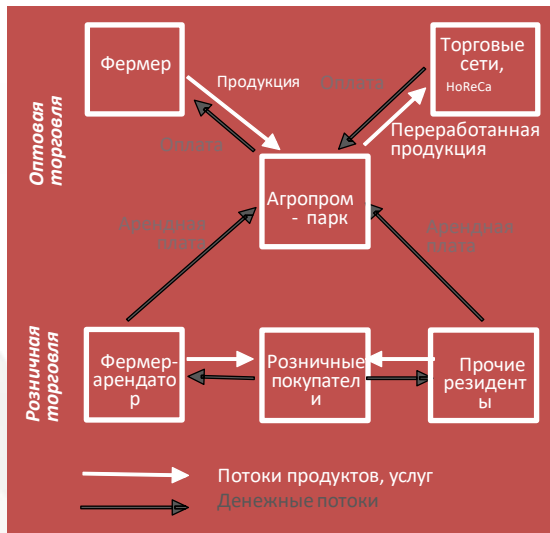 Фермер
Торговые
сети,
HoReCa
Продукция
Оплата
Оплата
Переработанная
продукция
Оптовая
торговля
Агропром
- парк
Арендная
плата
Арендная
плата
Розничная
торговля
Фермер-
арендато
р
Розничные
покупател
и
Прочие
резидент
ы
Потоки продуктов, услуг
Денежные потоки